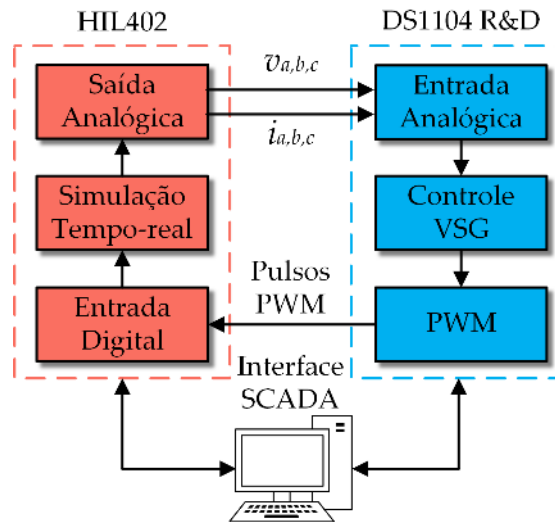 HIL402
DS1104 R&D
Saída
Analógica
va,b,c
ia,b,c
Entrada
Analógica
Simulação
Tempo-real
Controle
VSG
Entrada
Digital
Pulsos
PWM
PWM
Interface
SCADA